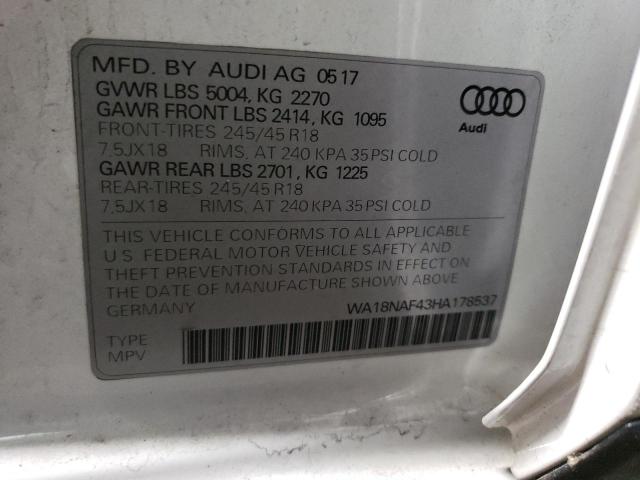 MFD. BY AUDI AG 05 17
GVWR LBS 5004, KG 2270
GAWR FRONT LBS 2414, KG 1095
FRONT-TIRES 245/45 R18
7,5JX18 RIMS, AT 240 KPA 35 PSI COLD
GAWR REAR LBS 2701, KG 1225
REAR-TIRES 245/45 R18
7,5JX18 RIMS, AT 240 KPA 35 PSI COLD
Audi
THIS VEHICLE CONFORMS TO ALL APPLICABLE
U.S. FEDERAL MOTOR VEHICLE SAFETY AND
THEFT PREVENTION STANDARDS IN EFFECT ON
THE DATE OF MANUFACTURE SHOWN ABOVE
GERMANY
WA18NAF43HA178537
TYPE
MPV